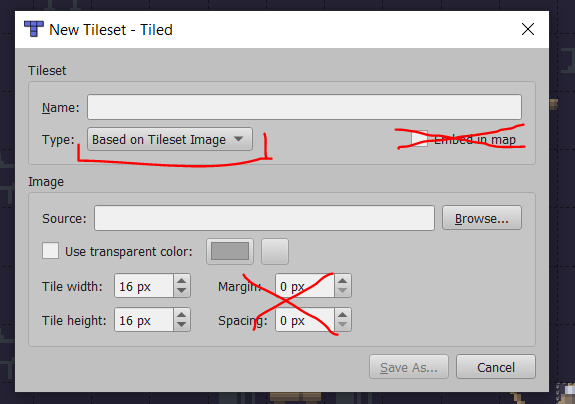 New Tileset - Tiled
Tileset
Name:
Type: Based on Tileset Image Embed in map
Image
Source: Browse...
Use transparent color:
Tile width: 16 px Margin: 0 px
Tile height: 16 px Spacing: 0 px
Save As... Cancel